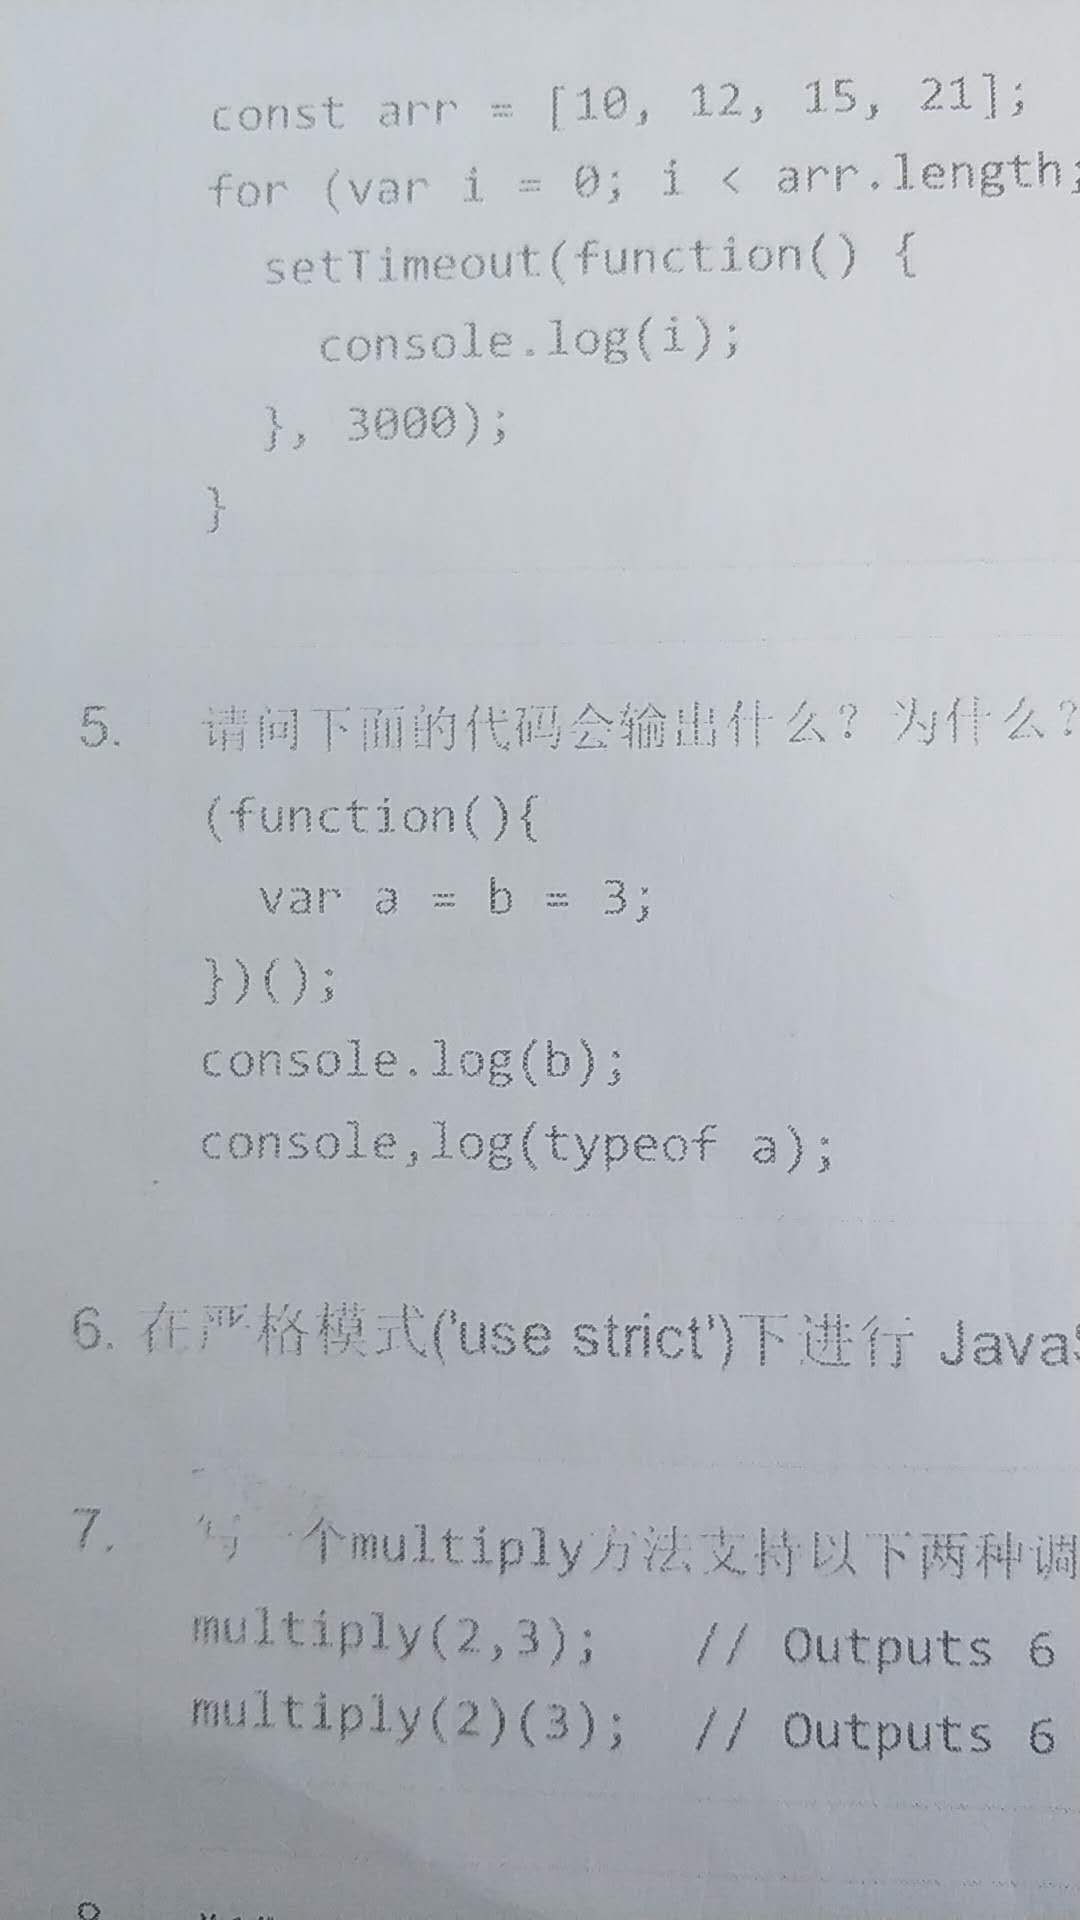 const arr = [10, 12, 15, 21];
for (var i = 0; i < arr.length;
setTimeout(function() {
console.log(i);
}, 3000);
}
5. 请问下面的代码会输出什么? 为什么?
(function(){
var a = b = 3;
})();
console.log(b);
console,log(typeof a);
6. 在严格模式('use strict')下进行 Java
7. 写一个multiply方法支持以下两种调
multiply(2,3); // Outputs 6
multiply(2)(3); // Outputs 6